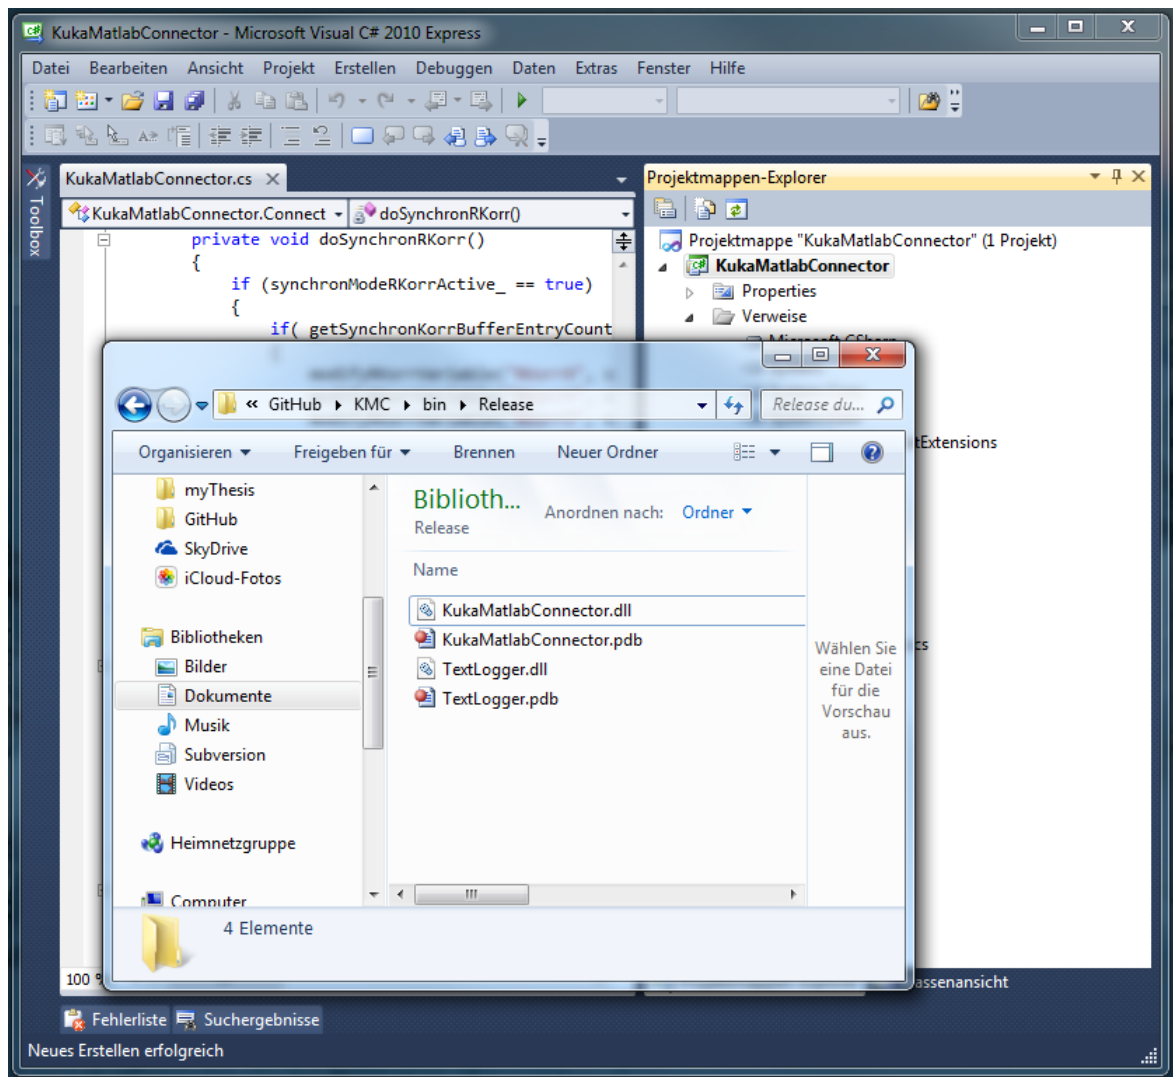 KukaMatlabConnector - Microsoft Visual C# 2010 Express
Datei Bearbeiten Ansicht Projekt Erstellen Debuggen Daten Extras Fenster Hilfe
Toolbox
KukaMatlabConnector.cs
KukaMatlabConnector.Connect doSynchronRKorr()
private void doSynchronRKorr()
{
if (synchronModeRKorrActive_ == true)
{
if( getSynchronKorrBufferEntryCount
Projektmappen-Explorer
Projektmappe "KukaMatlabConnector" (1 Projekt)
KukaMatlabConnector
Properties
Verweise
Microsoft.CSharp
tExtensions
cs
GitHub KMC bin Release
Release du...
Organisieren Freigeben für Brennen Neuer Ordner
myThesis
GitHub
SkyDrive
iCloud-Fotos
Bibliotheken
Bilder
Dokumente
Musik
Subversion
Videos
Heimnetzgruppe
Computer
Biblioth...
Release
Anordnen nach: Ordner
Name
KukaMatlabConnector.dll
KukaMatlabConnector.pdb
TextLogger.dll
TextLogger.pdb
Wählen Sie
eine Datei
für die
Vorschau
aus.
4 Elemente
100 %
assenansicht
Fehlerliste Suchergebnisse
Neues Erstellen erfolgreich